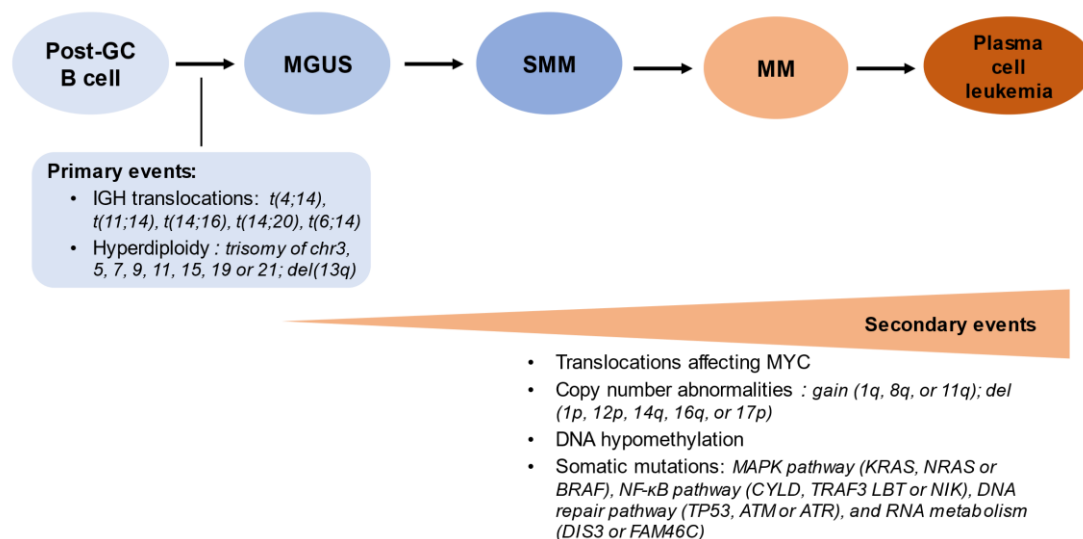 Post-GC
B cell
MGUS
SMM
MM
Plasma
cell
leukemia
Primary events:
• IGH translocations: t(4;14),
t(11;14), t(14;16), t(14;20), t(6;14)
• Hyperdiploidy : trisomy of chr3,
5, 7, 9, 11, 15, 19 or 21; del(13q)
Secondary events
• Translocations affecting MYC
• Copy number abnormalities : gain (1q, 8q, or 11q); del
(1p, 12p, 14q, 16q, or 17p)
• DNA hypomethylation
• Somatic mutations: MAPK pathway (KRAS, NRAS or
BRAF), NF-κB pathway (CYLD, TRAF3 LBT or NIK), DNA
repair pathway (TP53, ATM or ATR), and RNA metabolism
(DIS3 or FAM46C)